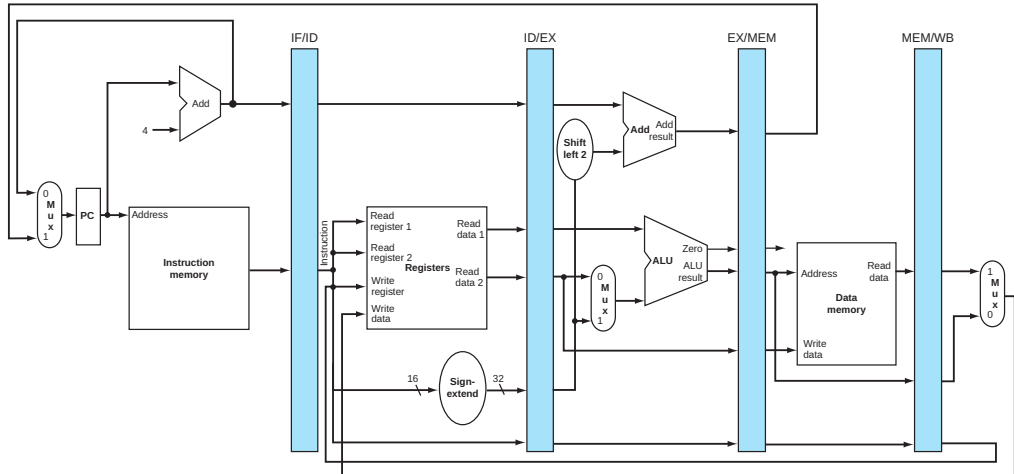 IF/ID
ID/EX
EX/MEM
MEM/WB
Add
4
Shift
left 2
Add
Add
result
0
M
u
x
1
PC
Address
Instruction
memory
Instruction
Read
register 1
Read
register 2
Write
register
Write
data
Registers
Read
data 1
Read
data 2
16
Sign-
extend
32
0
M
u
x
1
ALU
Zero
ALU
result
Address
Read
data
Data
memory
Write
data
1
M
u
x
0